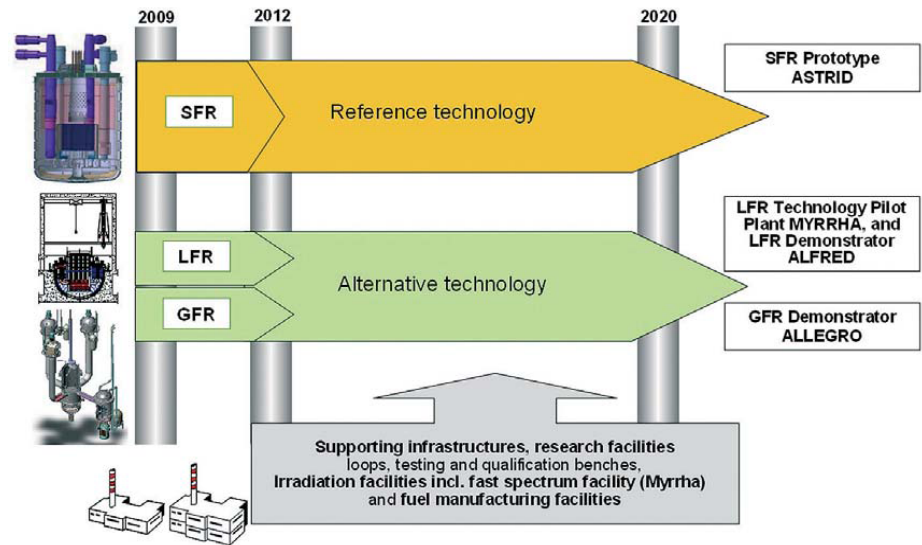 2009
2012
2020
SFR
Reference technology
SFR Prototype
ASTRID
LFR
GFR
Alternative technology
LFR Technology Pilot
Plant MYRRHA, and
LFR Demonstrator
ALFRED
GFR Demonstrator
ALLEGRO
Supporting infrastructures, research facilities
loops, testing and qualification benches,
Irradiation facilities incl. fast spectrum facility (Myrrha)
and fuel manufacturing facilities